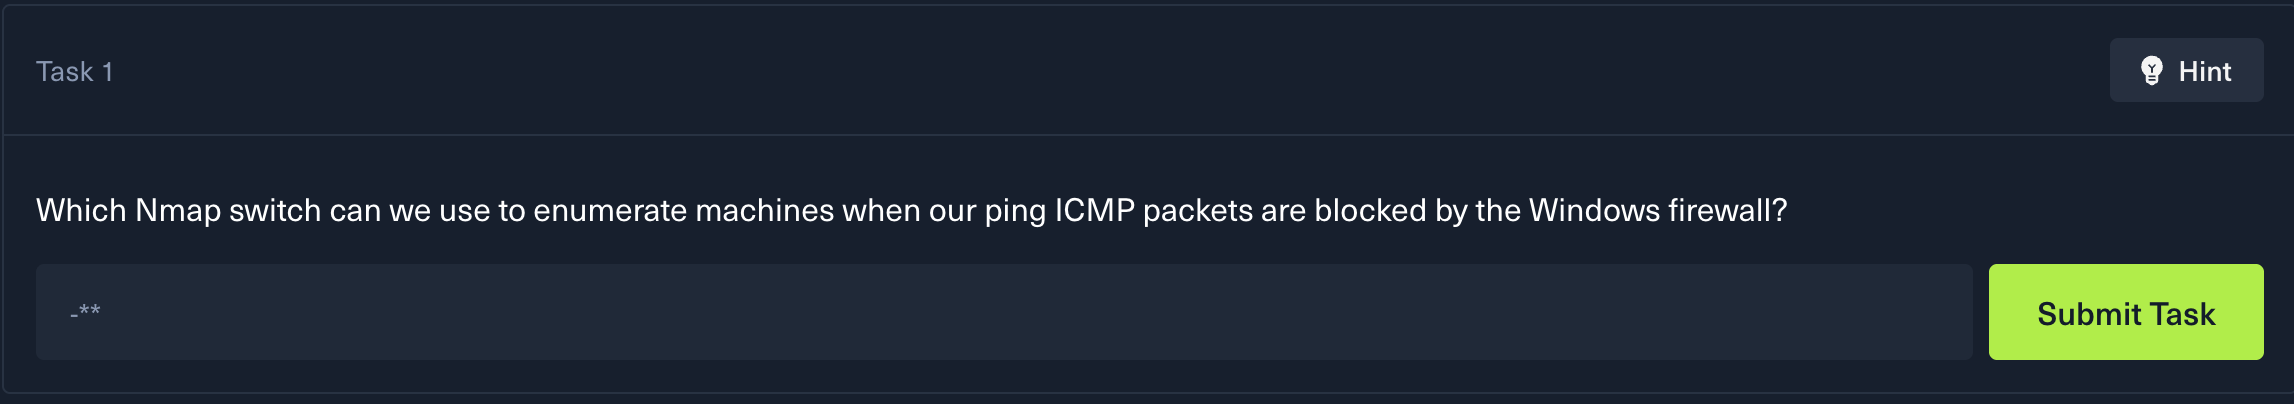 Task 1
Hint
Which Nmap switch can we use to enumerate machines when our ping ICMP packets are blocked by the Windows firewall?
-**
Submit Task